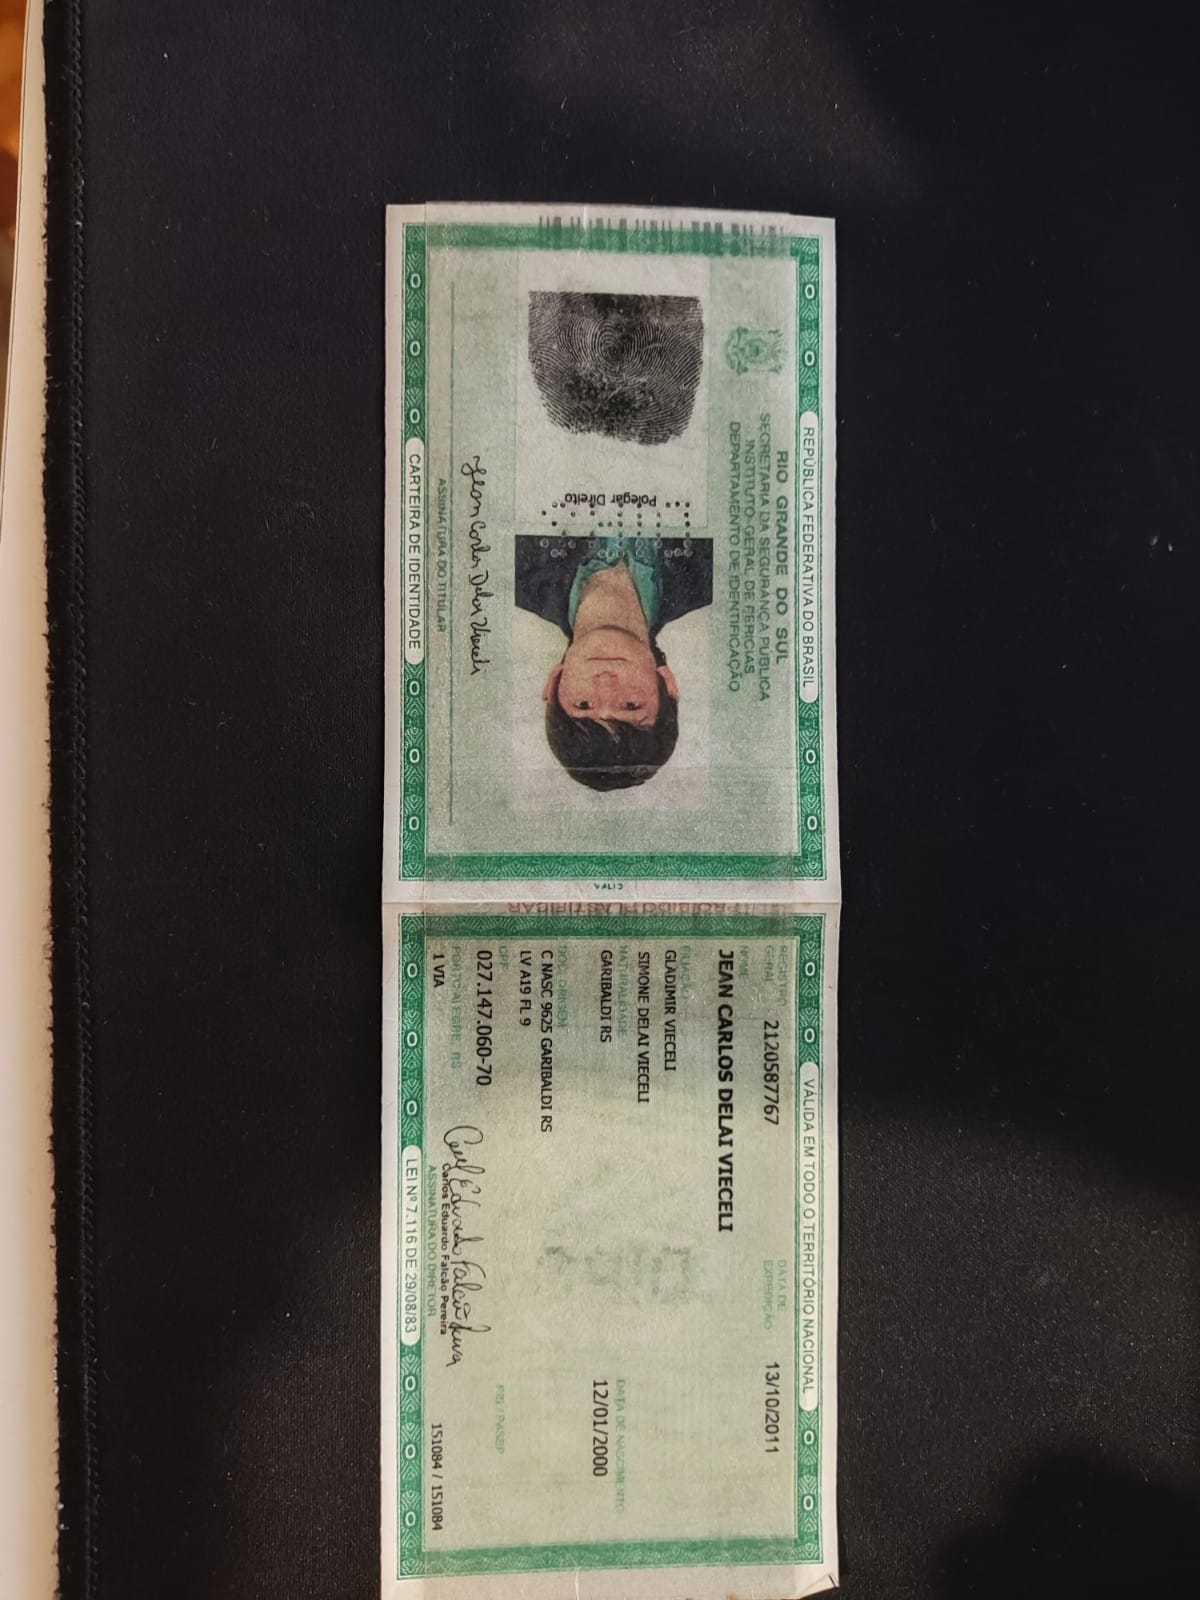 REPÚBLICA FEDERATIVA DO BRASIL
RIO GRANDE DO SUL
SECRETARIA DA SEGURANÇA PÚBLICA
INSTITUTO-GERAL DE PERÍCIAS
DEPARTAMENTO DE IDENTIFICAÇÃO
Polegar Direito
Jean Carlos Delai Vieceli
ASSINATURA DO TITULAR
CARTEIRA DE IDENTIDADE
VALID
PROIBIDO PLASTIFICAR
VÁLIDA EM TODO O TERRITÓRIO NACIONAL
REGISTRO GERAL 2120587767 DATA DE EXPEDIÇÃO 13/10/2011
NOME
JEAN CARLOS DELAI VIECELI
FILIAÇÃO
GLADIMIR VIECELI
SIMONE DELAI VIECELI
NATURALIDADE DATA DE NASCIMENTO
GARIBALDI RS 12/01/2000
DOC. ORIGEM
C NASC 9625 GARIBALDI RS
LV A19 FL 9
CPF PIS / PASEP
027.147.060-70
PORTO ALEGRE, RS
Carlos Eduardo Falcão Pereira
1 VIA ASSINATURA DO DIRETOR 151084 / 151084
LEI Nº 7.116 DE 29/08/83